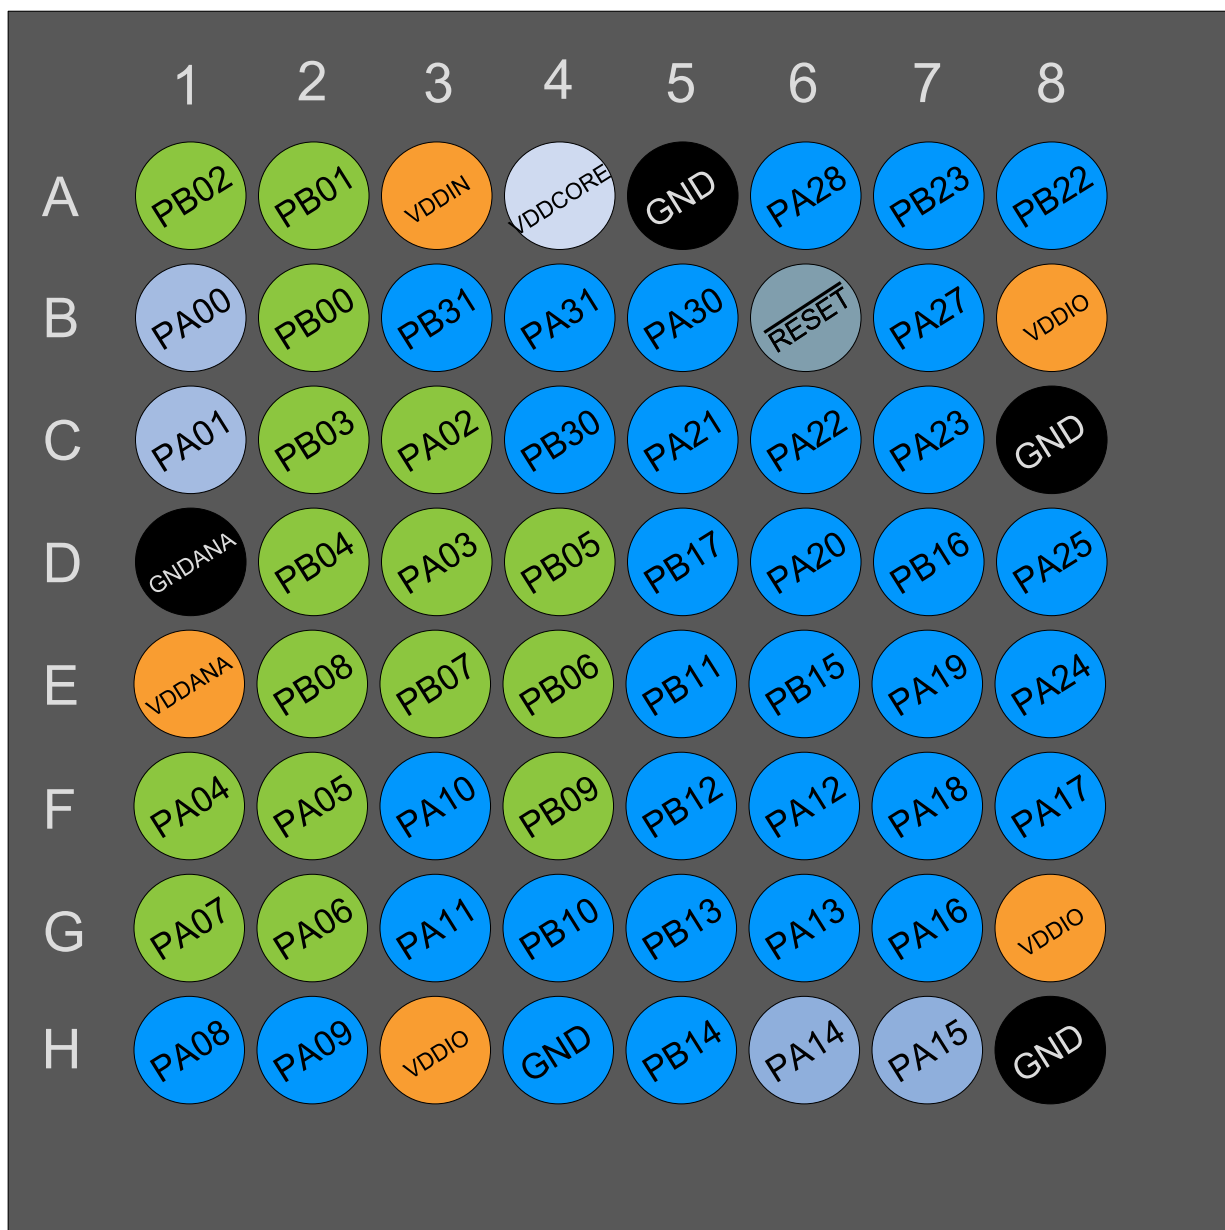 1 2 3 4 5 6 7 8
A PB02 PB01 VDDIN VDDCORE GND PA28 PB23 PB22
B PA00 PB00 PB31 PA31 PA30 RESET PA27 VDDIO
C PA01 PB03 PA02 PB30 PA21 PA22 PA23 GND
D GNDANA PB04 PA03 PB05 PB17 PA20 PB16 PA25
E VDDANA PB08 PB07 PB06 PB11 PB15 PA19 PA24
F PA04 PA05 PA10 PB09 PB12 PA12 PA18 PA17
G PA07 PA06 PA11 PB10 PB13 PA13 PA16 VDDIO
H PA08 PA09 VDDIO GND PB14 PA14 PA15 GND